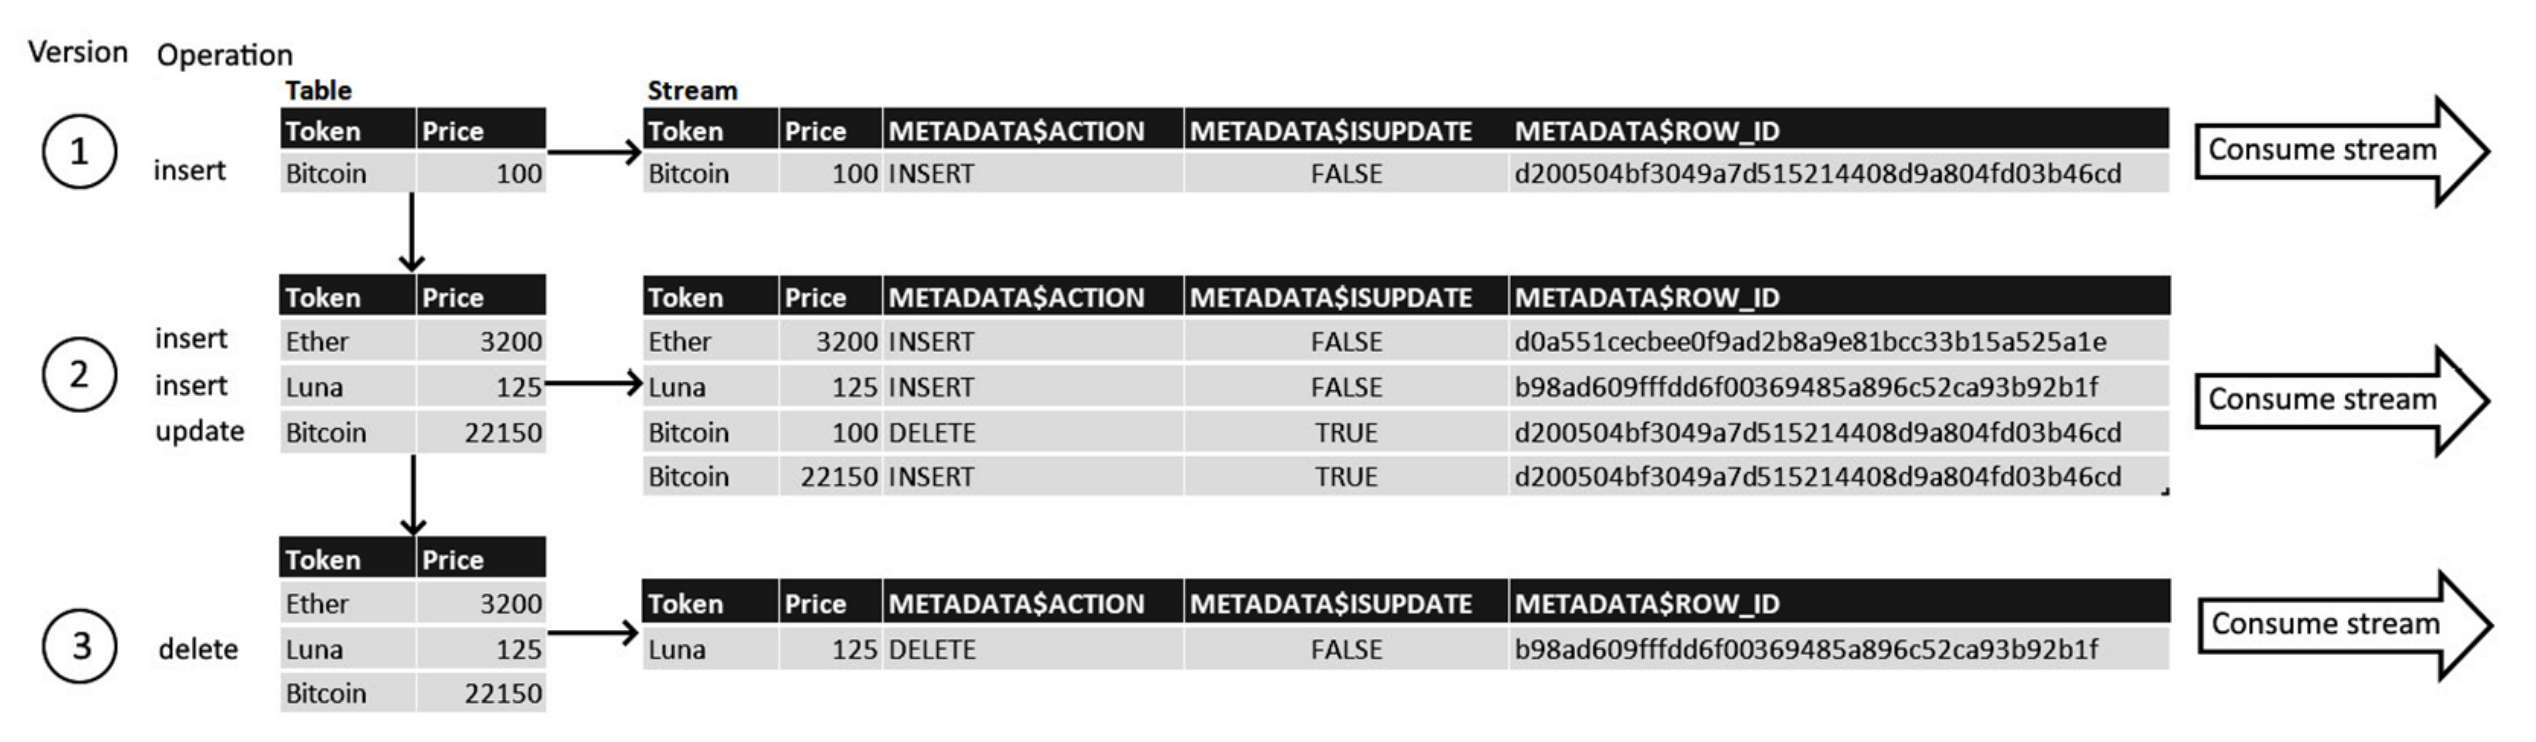 Version Operation
Table Stream
Token Price Token Price METADATA$ACTION METADATA$ISUPDATE METADATA$ROW_ID
1 insert Bitcoin 100 Bitcoin 100 INSERT FALSE d200504bf3049a7d515214408d9a804fd03b46cd Consume stream
Token Price Token Price METADATA$ACTION METADATA$ISUPDATE METADATA$ROW_ID
insert Ether 3200 Ether 3200 INSERT FALSE d0a551cecbee0f9ad2b8a9e81bcc33b15a525a1e
2 insert Luna 125 Luna 125 INSERT FALSE b98ad609fffdd6f00369485a896c52ca93b92b1f Consume stream
update Bitcoin 22150 Bitcoin 100 DELETE TRUE d200504bf3049a7d515214408d9a804fd03b46cd
Bitcoin 22150 INSERT TRUE d200504bf3049a7d515214408d9a804fd03b46cd
Token Price
Ether 3200 Token Price METADATA$ACTION METADATA$ISUPDATE METADATA$ROW_ID
3 delete Luna 125 Luna 125 DELETE FALSE b98ad609fffdd6f00369485a896c52ca93b92b1f Consume stream
Bitcoin 22150